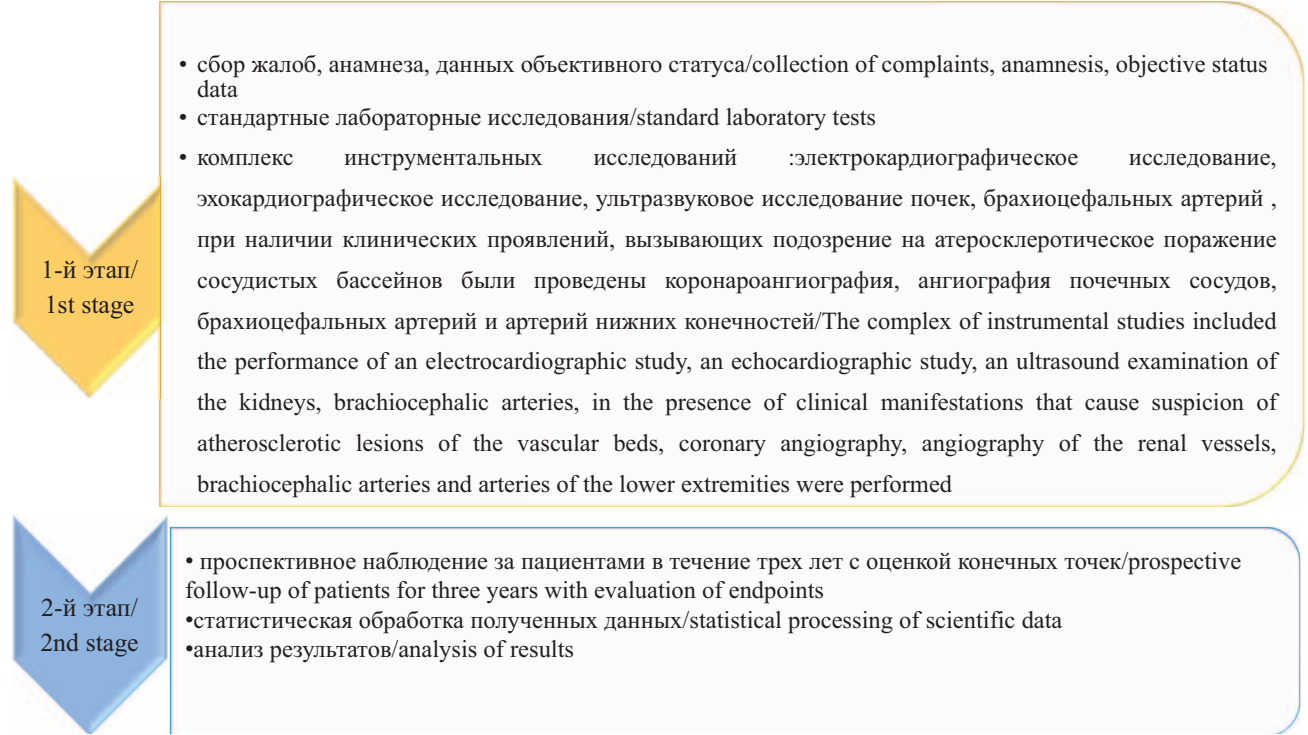 • сбор жалоб, анамнеза, данных объективного статуса/collection of complaints, anamnesis, objective status
data
• стандартные лабораторные исследования/standard laboratory tests
• комплекс инструментальных исследований :электрокардиографическое исследование,
эхокардиографическое исследование, ультразвуковое исследование почек, брахиоцефальных артерий ,
при наличии клинических проявлений, вызывающих подозрение на атеросклеротическое поражение
сосудистых бассейнов были проведены коронароангиография, ангиография почечных сосудов,
брахиоцефальных артерий и артерий нижних конечностей/The complex of instrumental studies included
the performance of an electrocardiographic study, an echocardiographic study, an ultrasound examination of
the kidneys, brachiocephalic arteries, in the presence of clinical manifestations that cause suspicion of
atherosclerotic lesions of the vascular beds, coronary angiography, angiography of the renal vessels,
brachiocephalic arteries and arteries of the lower extremities were performed
1-й этап/
1st stage
• проспективное наблюдение за пациентами в течение трех лет с оценкой конечных точек/prospective
follow-up of patients for three years with evaluation of endpoints
•статистическая обработка полученных данных/statistical processing of scientific data
•анализ результатов/analysis of results
2-й этап/
2nd stage